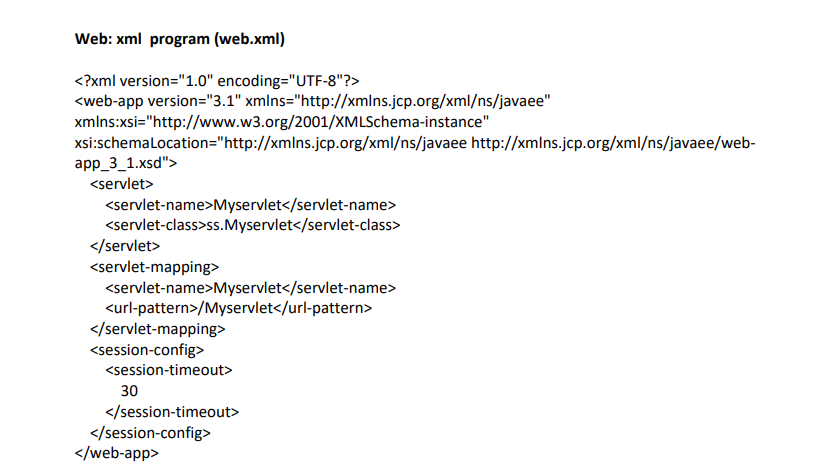 Web: xml  program (web.xml)
<?xml version="1.0" encoding="UTF-8"?>
<web-app version="3.1" xmlns="http://xmlns.jcp.org/xml/ns/javaee"
xmlns:xsi="http://www.w3.org/2001/XMLSchema-instance"
xsi:schemaLocation="http://xmlns.jcp.org/xml/ns/javaee http://xmlns.jcp.org/xml/ns/javaee/web-
app_3_1.xsd">
    <servlet>
        <servlet-name>Myservlet</servlet-name>
        <servlet-class>ss.Myservlet</servlet-class>
    </servlet>
    <servlet-mapping>
        <servlet-name>Myservlet</servlet-name>
        <url-pattern>/Myservlet</url-pattern>
    </servlet-mapping>
    <session-config>
        <session-timeout>
            30
        </session-timeout>
    </session-config>
</web-app>